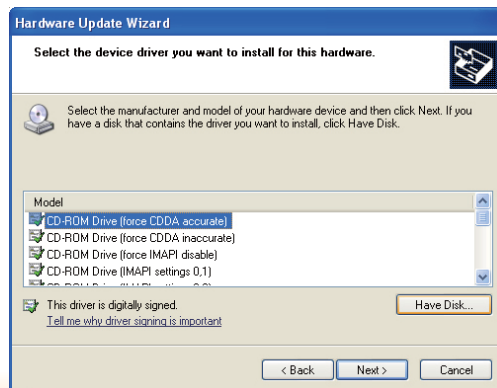 Hardware Update Wizard
Select the device driver you want to install for this hardware.
Select the manufacturer and model of your hardware device and then click Next. If you
have a disk that contains the driver you want to install, click Have Disk.
Model
CD-ROM Drive (force CDDA accurate)
CD-ROM Drive (force CDDA inaccurate)
CD-ROM Drive (force IMAPI disable)
CD-ROM Drive (IMAPI settings 0,1)
This driver is digitally signed.
Have Disk...
Tell me why driver signing is important
< Back
Next >
Cancel